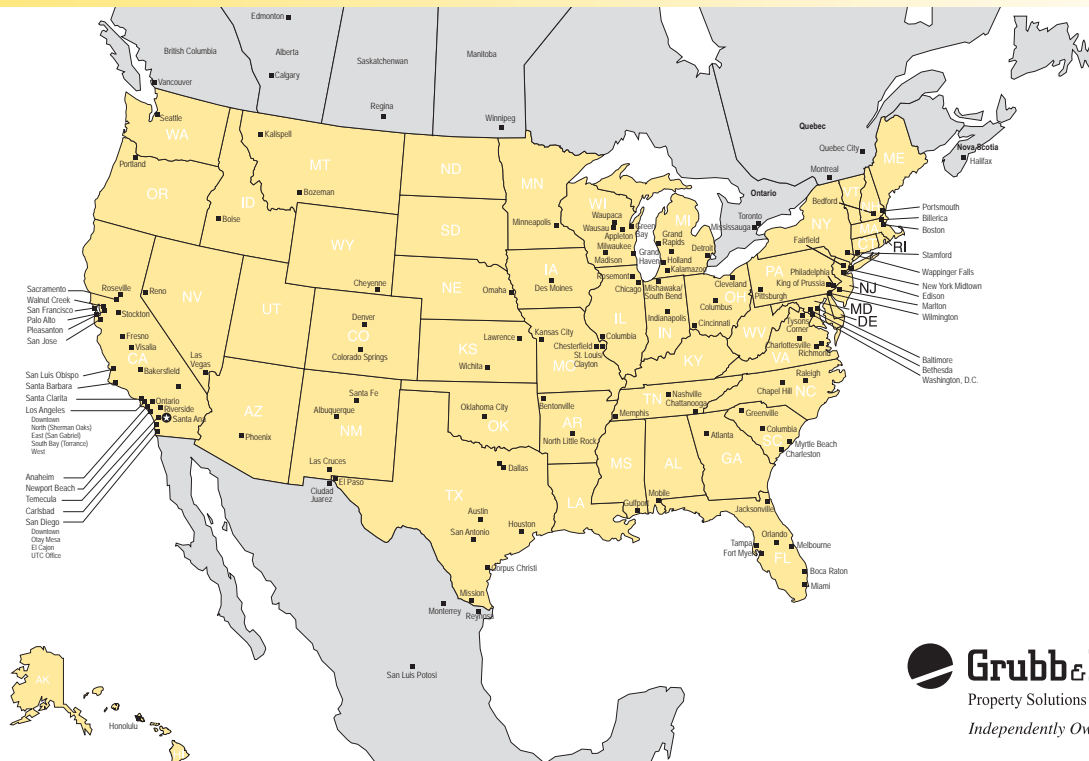 Edmonton
British Columbia
Alberta
Saskatchenwan
Manitoba
Calgary
Vancouver
Regina
Winnipeg
Quebec
Quebec City
Nova Scotia
Halifax
Montreal
Ontario
Toronto
Mississauga
Seattle
WA
Kalispell
Portland
MT
ND
MN
ME
OR
ID
Bozeman
Boise
WI
Waupaca
Wausau
Green
Bay
Appleton
Minneapolis
Milwaukee
Madison
MI
Grand
Rapids
Grand
Haven
Holland
Kalamazoo
Detroit
VT
NH
Bedford
NY
MA
CT
RI
Portsmouth
Billerica
Boston
Fairfield
Stamford
Wappinger Falls
New York Midtown
Edison
Marlton
Wilmington
SD
WY
IA
Des Moines
Rosemont
Chicago
Mishawaka/
South Bend
Cleveland
PA
Philadelphia
King of Prussia
Pittsburgh
NJ
MD
DE
Sacramento
Walnut Creek
San Francisco
Palo Alto
Pleasanton
San Jose
Roseville
Reno
Stockton
NV
Cheyenne
NE
Omaha
UT
Denver
CO
Colorado Springs
IL
IN
Indianapolis
OH
Columbus
Cincinnati
WV
Tysons
Corner
Charlottesville
VA
Richmond
Baltimore
Bethesda
Washington, D.C.
Fresno
Visalia
CA
Bakersfield
Las
Vegas
KS
Lawrence
Wichita
Kansas City
Chesterfield
Columbia
St. Louis
Clayton
MO
KY
San Luis Obispo
Santa Barbara
Santa Clarita
Los Angeles
Downtown
North (Sherman Oaks)
East (San Gabriel)
South Bay (Torrance)
West
Ontario
Riverside
Santa Ana
AZ
Phoenix
Santa Fe
Albuquerque
NM
Oklahoma City
OK
Bentonville
AR
North Little Rock
TN
Nashville
Chattanooga
Memphis
Raleigh
Chapel Hill
NC
Greenville
Columbia
SC
Myrtle Beach
Charleston
Atlanta
GA
MS
AL
LA
Anaheim
Newport Beach
Temecula
Carlsbad
San Diego
Downtown
Otay Mesa
El Cajon
UTC Office
Las Cruces
El Paso
Ciudad
Juarez
Dallas
TX
Austin
San Antonio
Houston
Corpus Christi
Mission
Monterrey
Reynosa
Gulfport
Mobile
Jacksonville
Orlando
Tampa
Fort Myers
Melbourne
FL
Boca Raton
Miami
San Luis Potosi
AK
Honolulu
HI
Grubb &
Property Solutions
Independently Ow